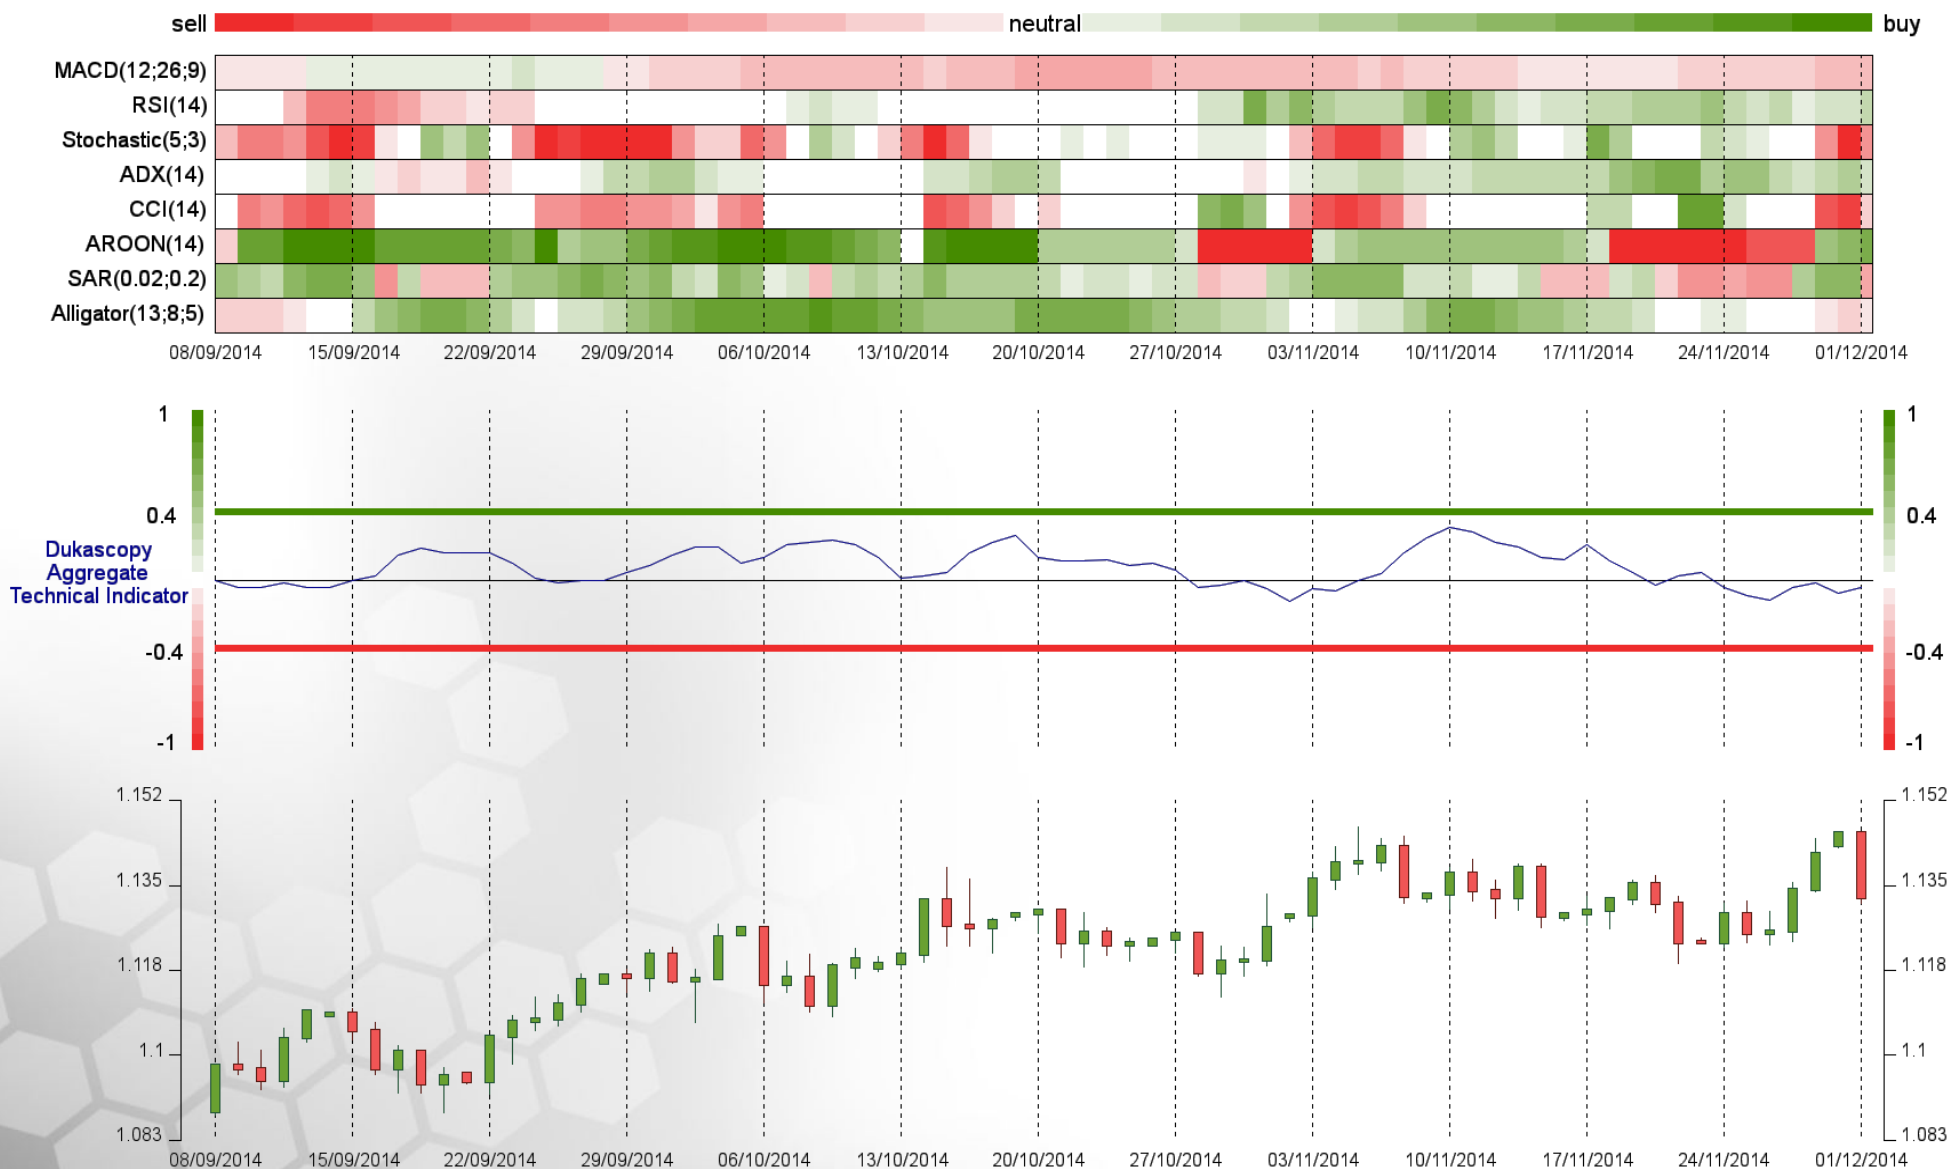 sell neutral buy
MACD(12;26;9)
RSI(14)
Stochastic(5;3)
ADX(14)
CCI(14)
AROON(14)
SAR(0.02;0.2)
Alligator(13;8;5)
08/09/2014 15/09/2014 22/09/2014 29/09/2014 06/10/2014 13/10/2014 20/10/2014 27/10/2014 03/11/2014 10/11/2014 17/11/2014 24/11/2014 01/12/2014
1 1
0.4 0.4
Dukascopy
Aggregate
Technical Indicator
-0.4 -0.4
-1 -1
1.152 1.152
1.135 1.135
1.118 1.118
1.1 1.1
1.083 1.083
08/09/2014 15/09/2014 22/09/2014 29/09/2014 06/10/2014 13/10/2014 20/10/2014 27/10/2014 03/11/2014 10/11/2014 17/11/2014 24/11/2014 01/12/2014